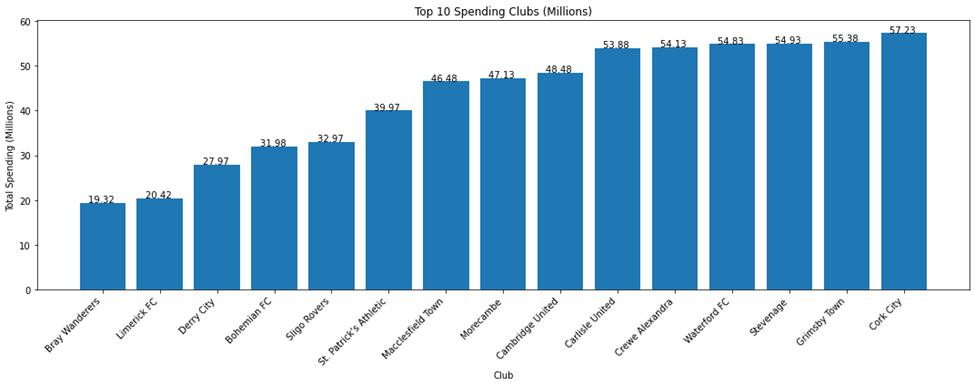 Top 10 Spending Clubs (Millions)
Total Spending (Millions)
60
50
40
30
20
10
0
19.32
20.42
27.97
31.98
32.97
39.97
46.48
47.13
48.48
53.88
54.13
54.83
54.93
55.38
57.23
Bray Wanderers
Limerick FC
Derry City
Bohemian FC
Sligo Rovers
St. Patrick's Athletic
Macclesfield Town
Morecambe
Cambridge United
Carlisle United
Crewe Alexandra
Waterford FC
Stevenage
Grimsby Town
Cork City
Club